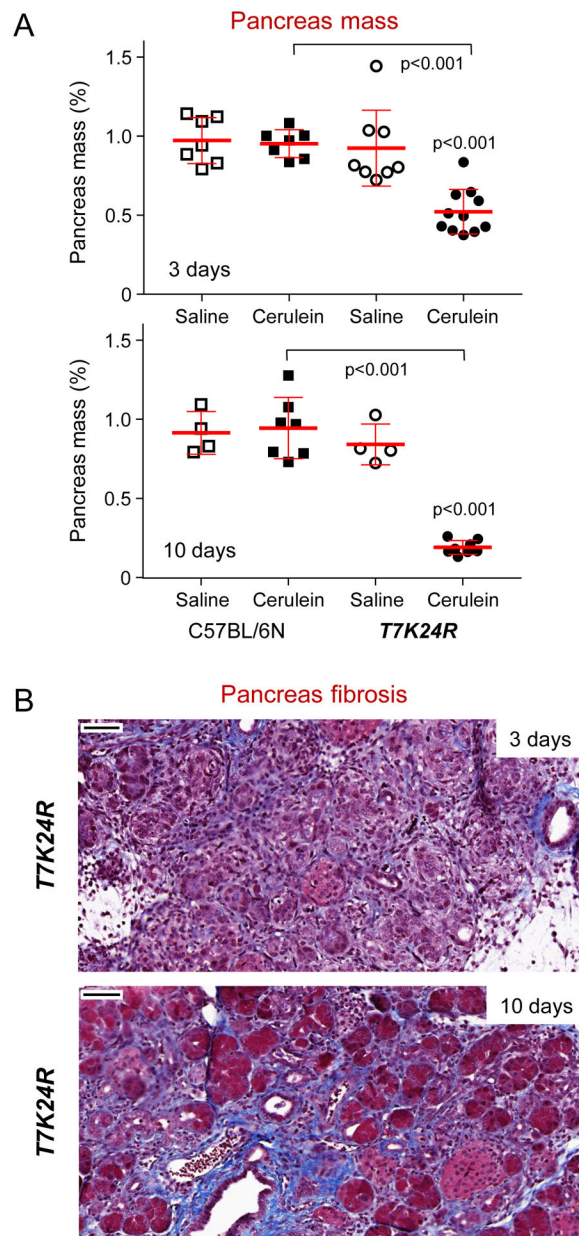 A
Pancreas mass
Pancreas mass (%)
1.5
1.0
0.5
0
p<0.001
p<0.001
3 days
Saline Cerulein Saline Cerulein
Pancreas mass (%)
1.5
1.0
0.5
0
p<0.001
p<0.001
10 days
Saline Cerulein Saline Cerulein
C57BL/6N T7K24R
B
Pancreas fibrosis
T7K24R
3 days
T7K24R
10 days